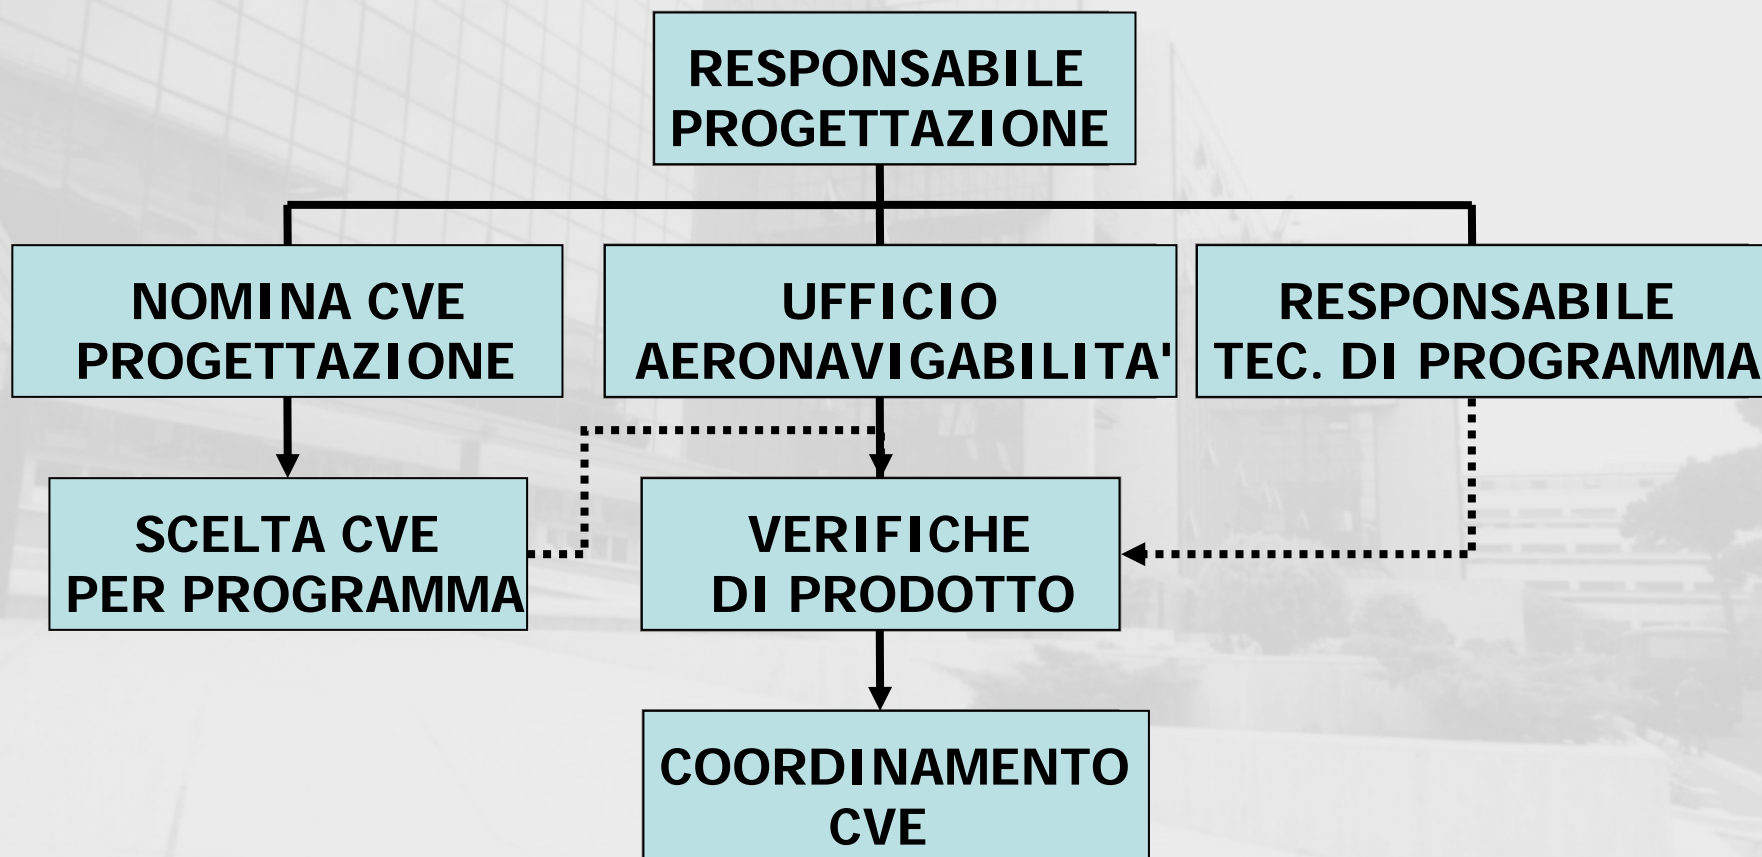 RESPONSABILE
PROGETTAZIONE
NOMINA CVE
PROGETTAZIONE
UFFICIO
AERONAVIGABILITA'
RESPONSABILE
TEC. DI PROGRAMMA
SCELTA CVE
PER PROGRAMMA
VERIFICHE
DI PRODOTTO
COORDINAMENTO
CVE